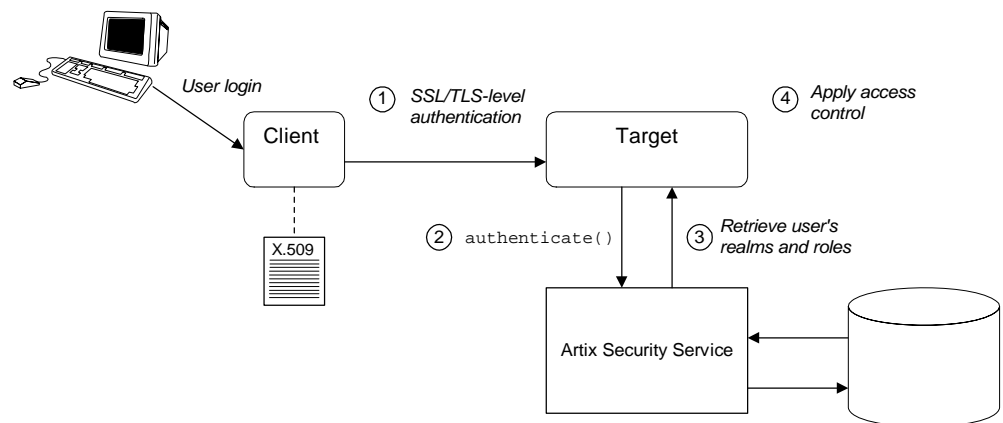 User login
1
SSL/TLS-level
authentication
4
Apply access
control
Client
Target
X.509
2
authenticate()
3
Retrieve user's
realms and roles
Artix Security Service